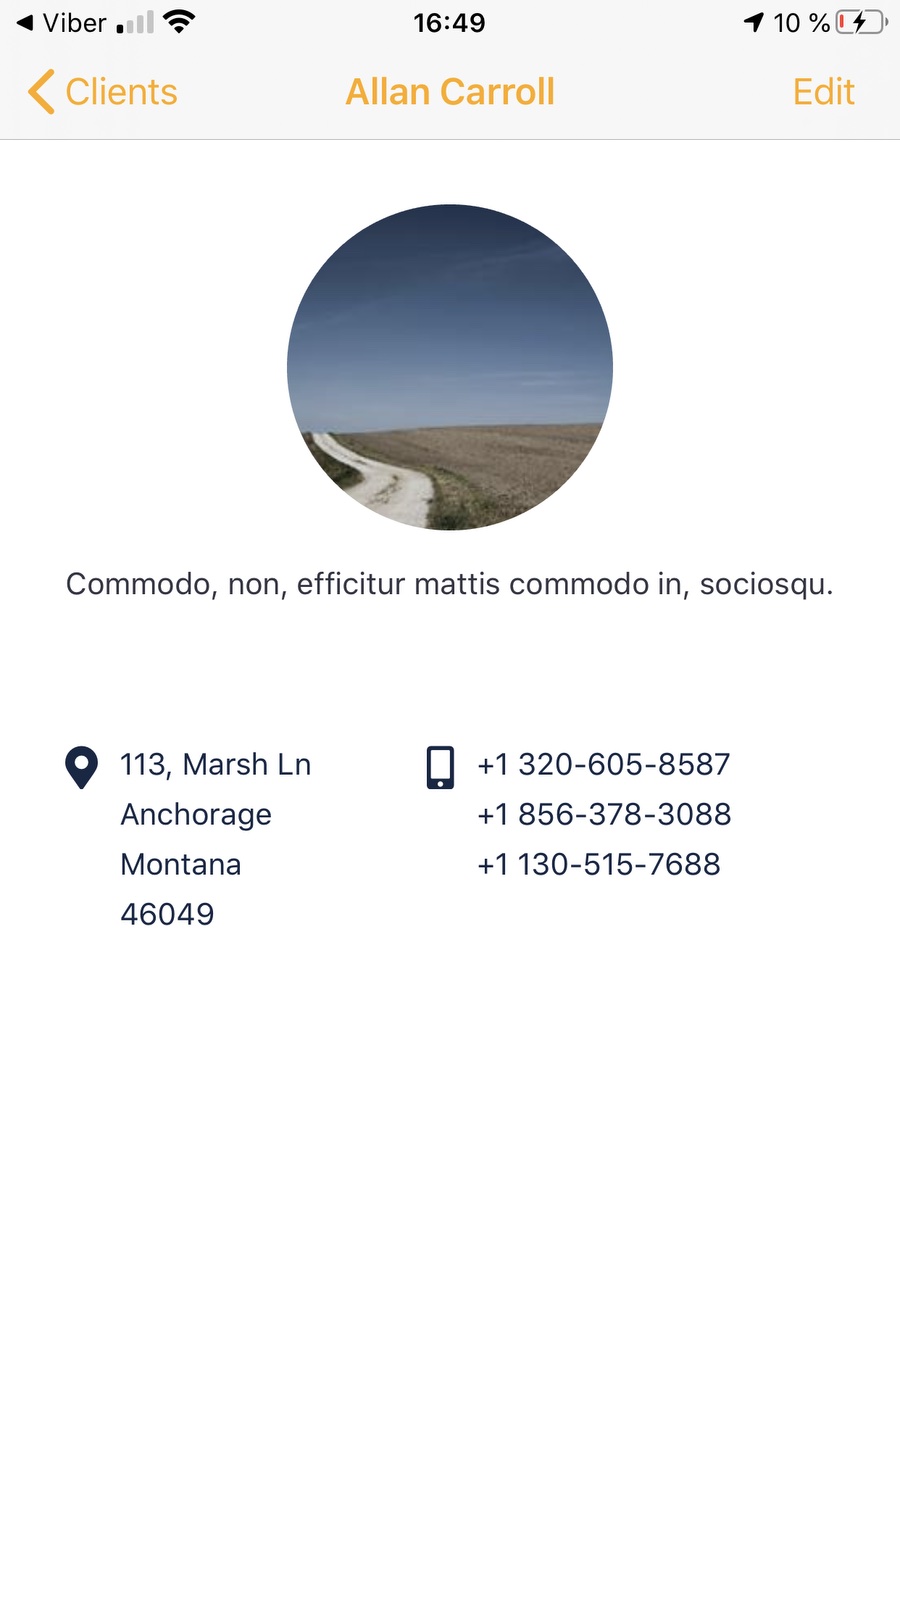 Viber 16:49 10 %
Clients Allan Carroll Edit
Commodo, non, efficitur mattis commodo in, sociosqu.
113, Marsh Ln
Anchorage
Montana
46049
+1 320-605-8587
+1 856-378-3088
+1 130-515-7688